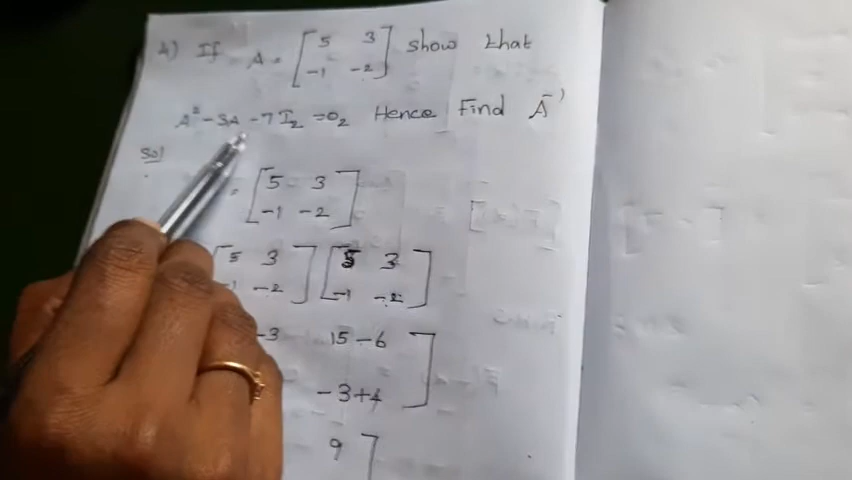 4) If A = [5 3 -1 -2] show that
A² - 3A - 7I₂ = O₂ Hence Find A⁻¹
Sol
= [5 3
-1 -2]
[5 3 [5 3
-1 -2] -1 -2]
-3 15-6
-3+4]
9]